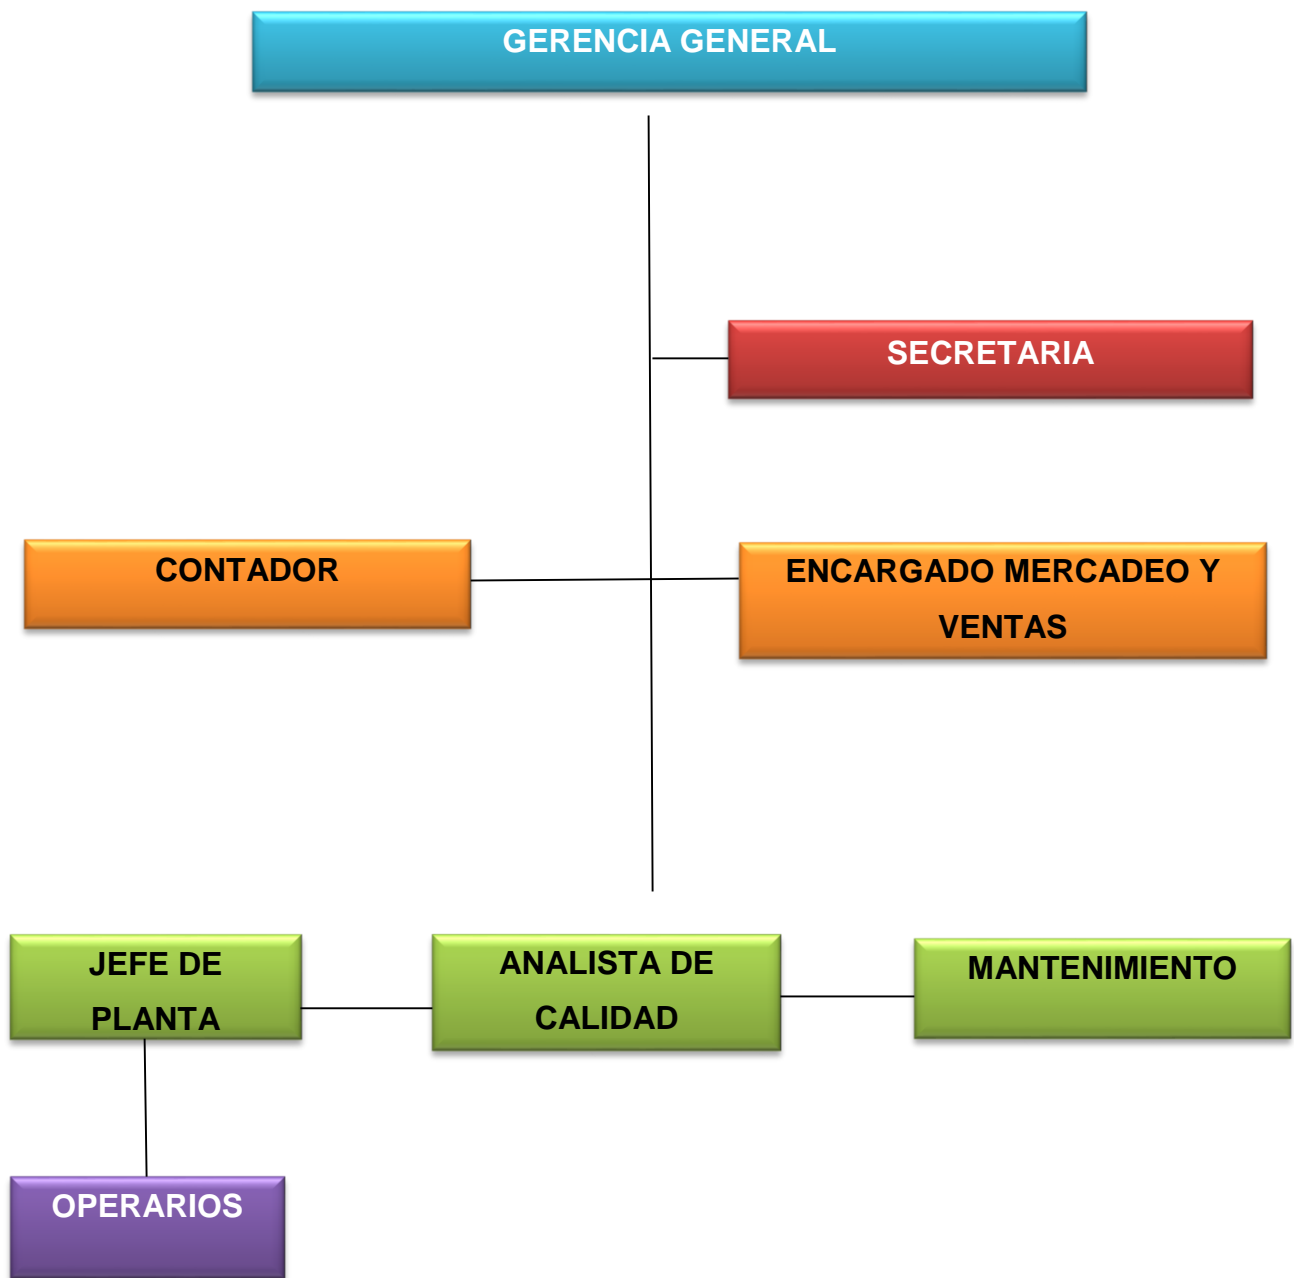 GERENCIA GENERAL
SECRETARIA
CONTADOR
ENCARGADO MERCADEO Y
VENTAS
JEFE DE
PLANTA
ANALISTA DE
CALIDAD
MANTENIMIENTO
OPERARIOS